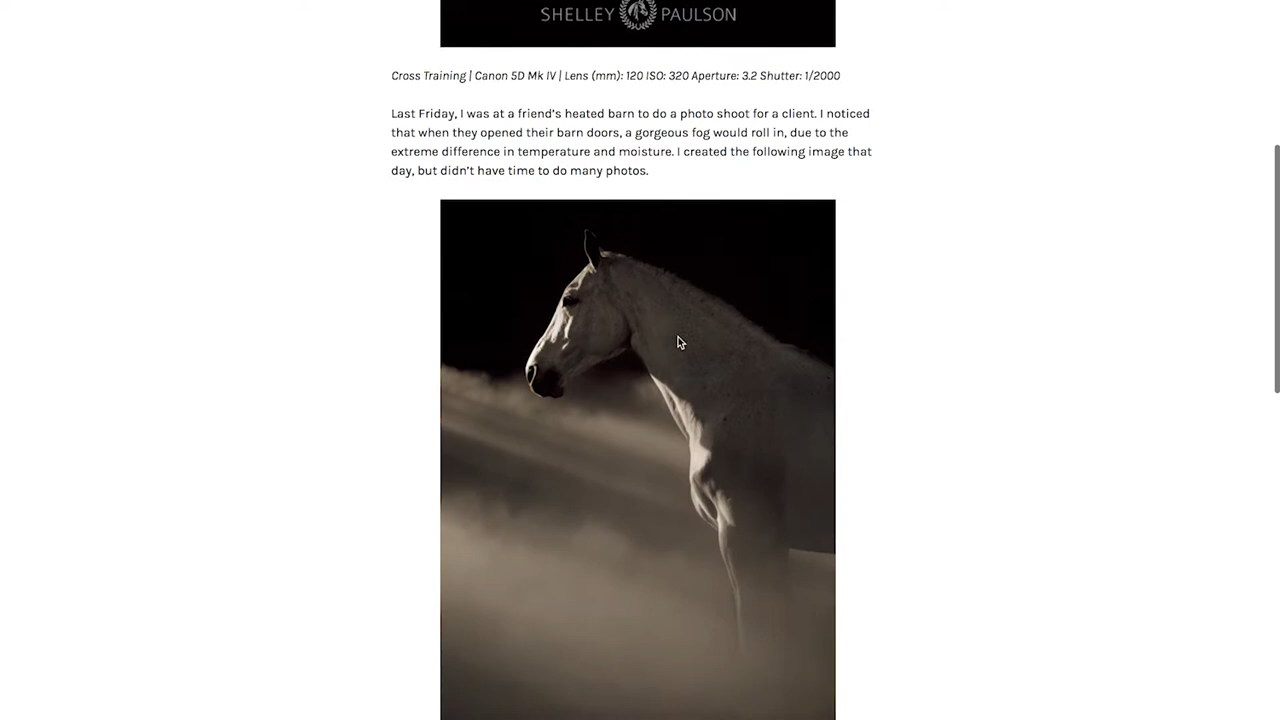 SHELLEY PAULSON
Cross Training | Canon 5D Mk IV | Lens (mm): 120 ISO: 320 Aperture: 3.2 Shutter: 1/2000
Last Friday, I was at a friend’s heated barn to do a photo shoot for a client. I noticed
that when they opened their barn doors, a gorgeous fog would roll in, due to the
extreme difference in temperature and moisture. I created the following image that
day, but didn’t have time to do many photos.